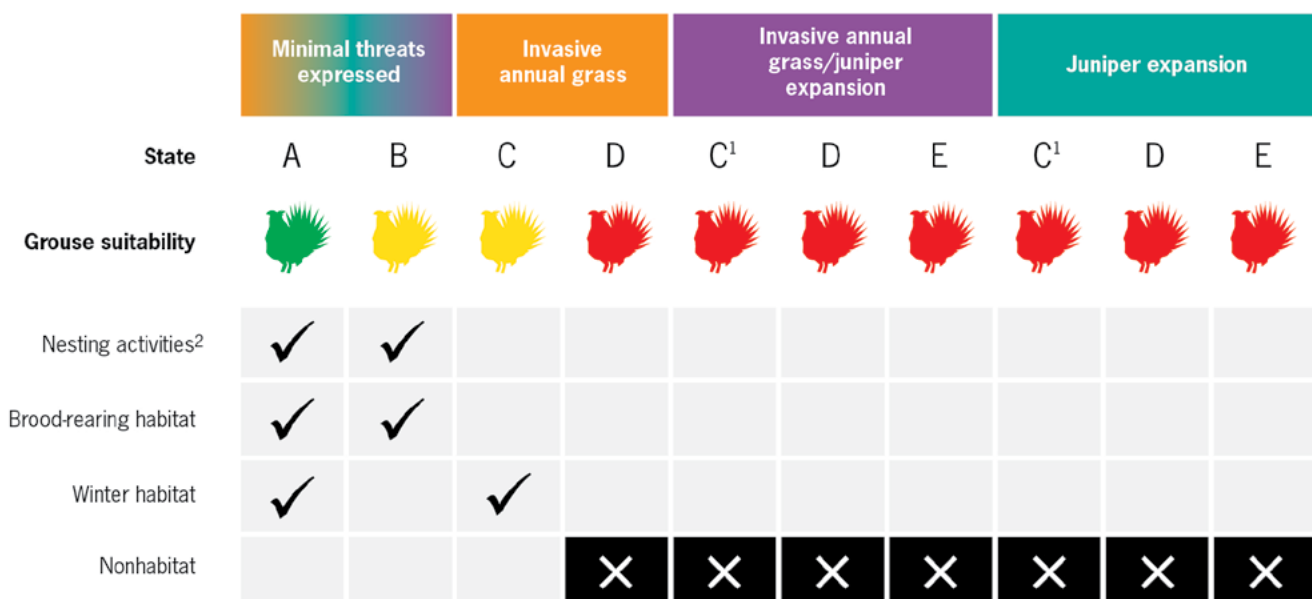 Minimal threats
expressed
Invasive
annual grass
Invasive annual
grass/juniper
expansion
Juniper expansion
State A B C D C¹ D E C¹ D E
Grouse suitability
Nesting activities²
Brood-rearing habitat
Winter habitat
Nonhabitat